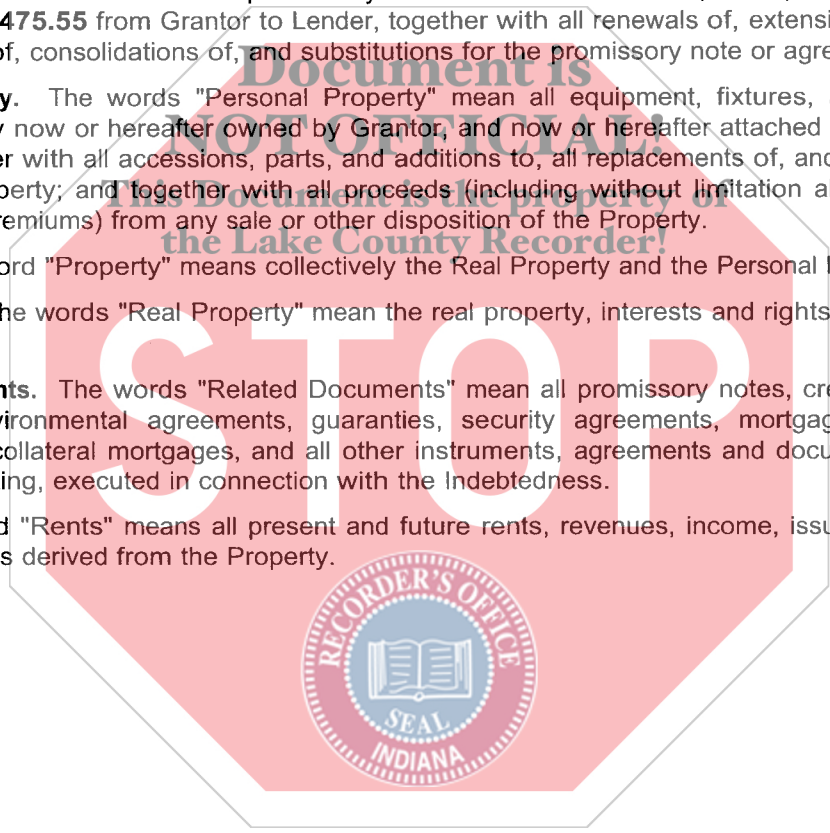 475.55 from Grantor to Lender, together with all renewals of, extensi
of, consolidations of, and substitutions for the promissory note or agre
Document is
y. The words "Personal Property" mean all equipment, fixtures,
now or hereafter owned by Grantor, and now or hereafter attached
NOT OFFICIAL!
er with all accessions, parts, and additions to, all replacements of, and
perty; and together with all proceeds (including without limitation al
This Document is the property of
remiums) from any sale or other disposition of the Property.
the Lake County Recorder!
ord "Property" means collectively the Real Property and the Personal
he words "Real Property" mean the real property, interests and rights
STOP
nts. The words "Related Documents" mean all promissory notes, cre
vironmental agreements, guaranties, security agreements, mortgag
collateral mortgages, and all other instruments, agreements and docu
ing, executed in connection with the Indebtedness.
d "Rents" means all present and future rents, revenues, income, issu
s derived from the Property.
RECORDER'S OFFICE
SEAL
INDIANA